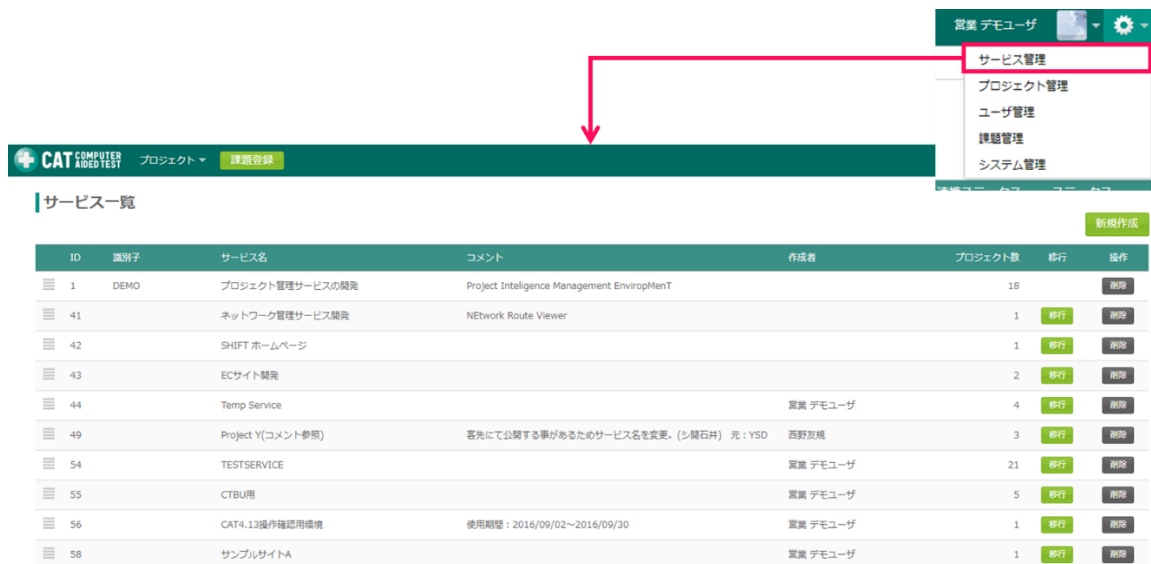 営業 デモユーザ
サービス管理
プロジェクト管理
ユーザ管理
課題管理
システム管理
CAT COMPUTER AIDED TEST プロジェクト 課題登録
連携ステータス ステータス
サービス一覧
新規作成
ID 識別子 サービス名 コメント 作成者 プロジェクト数 移行 操作
1 DEMO プロジェクト管理サービスの開発 Project Inteligence Management EnviropMenT 18 削除
41 ネットワーク管理サービス開発 NEtwork Route Viewer 1 移行 削除
42 SHIFT ホームページ 1 移行 削除
43 ECサイト開発 2 移行 削除
44 Temp Service 営業 デモユーザ 4 移行 削除
49 Project Y(コメント参照) 客先にて公開する事があるためサービス名を変更。(シ開石井) 元：YSD 西野友規 3 移行 削除
54 TESTSERVICE 営業 デモユーザ 21 移行 削除
55 CTBU用 営業 デモユーザ 5 移行 削除
56 CAT4.13操作確認用環境 使用期間：2016/09/02～2016/09/30 営業 デモユーザ 1 移行 削除
58 サンプルサイトA 営業 デモユーザ 1 移行 削除